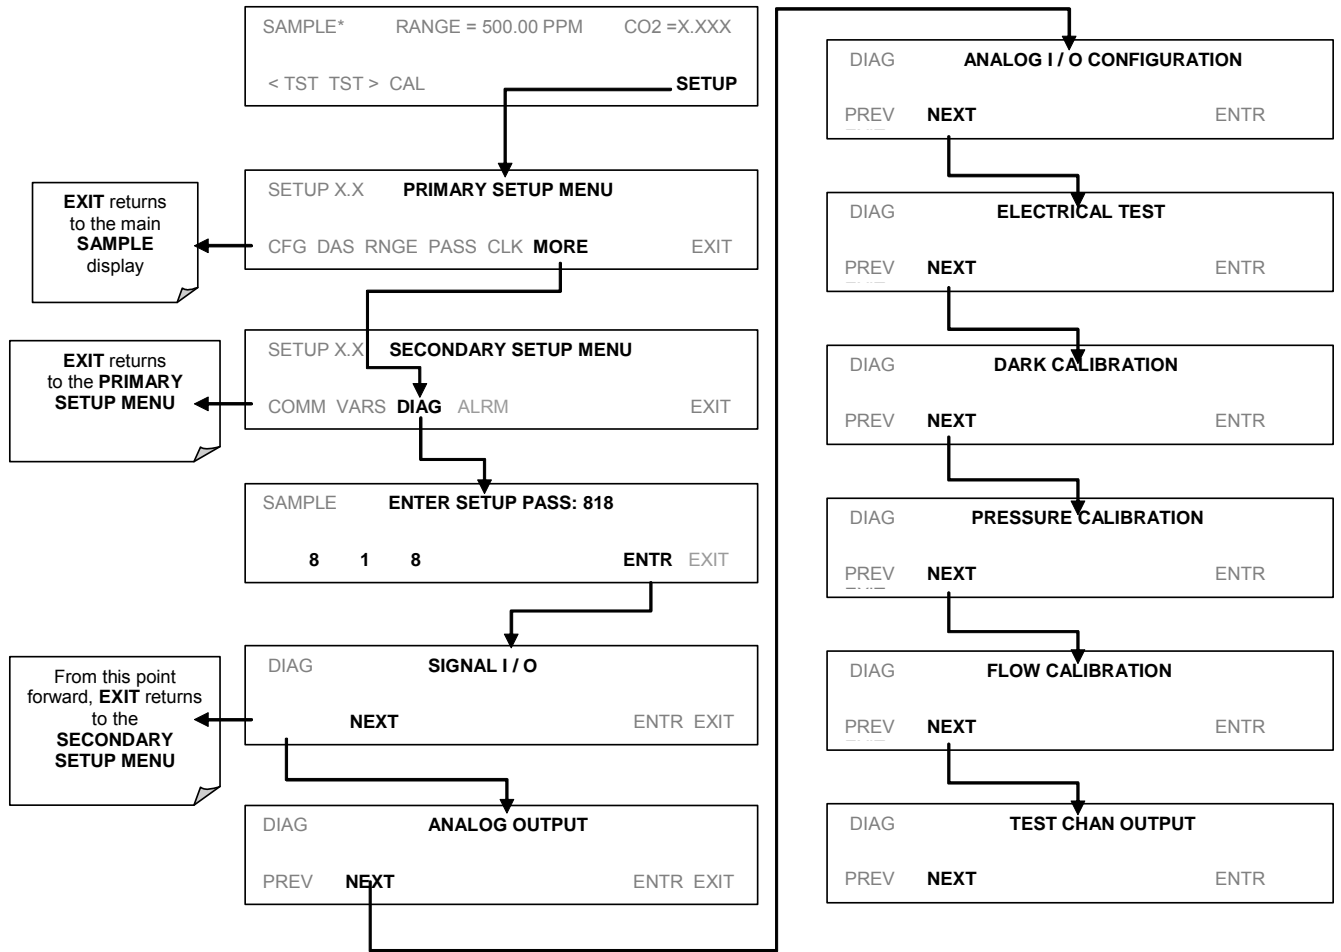 SAMPLE* RANGE = 500.00 PPM CO2 =X.XXX
< TST TST > CAL SETUP
SETUP X.X PRIMARY SETUP MENU
CFG DAS RNGE PASS CLK MORE EXIT
EXIT returns
to the main
SAMPLE
display
SETUP X.X SECONDARY SETUP MENU
COMM VARS DIAG ALRM EXIT
EXIT returns
to the PRIMARY
SETUP MENU
SAMPLE ENTER SETUP PASS: 818
8 1 8 ENTR EXIT
DIAG SIGNAL I / O
NEXT ENTR EXIT
From this point
forward, EXIT returns
to the
SECONDARY
SETUP MENU
DIAG ANALOG OUTPUT
PREV NEXT ENTR EXIT
DIAG ANALOG I / O CONFIGURATION
PREV NEXT ENTR
DIAG ELECTRICAL TEST
PREV NEXT ENTR
DIAG DARK CALIBRATION
PREV NEXT ENTR
DIAG PRESSURE CALIBRATION
PREV NEXT ENTR
DIAG FLOW CALIBRATION
PREV NEXT ENTR
DIAG TEST CHAN OUTPUT
PREV NEXT ENTR